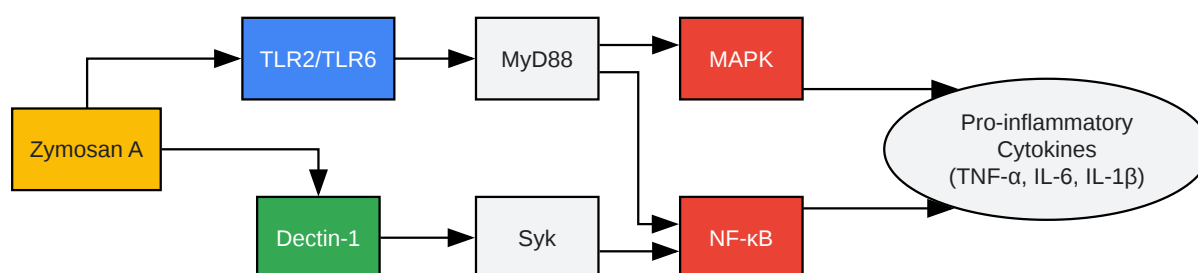 TLR2/TLR6
MyD88
MAPK
Zymosan A
Pro-inflammatory
Cytokines
(TNF-α, IL-6, IL-1β)
Dectin-1
Syk
NF-κB